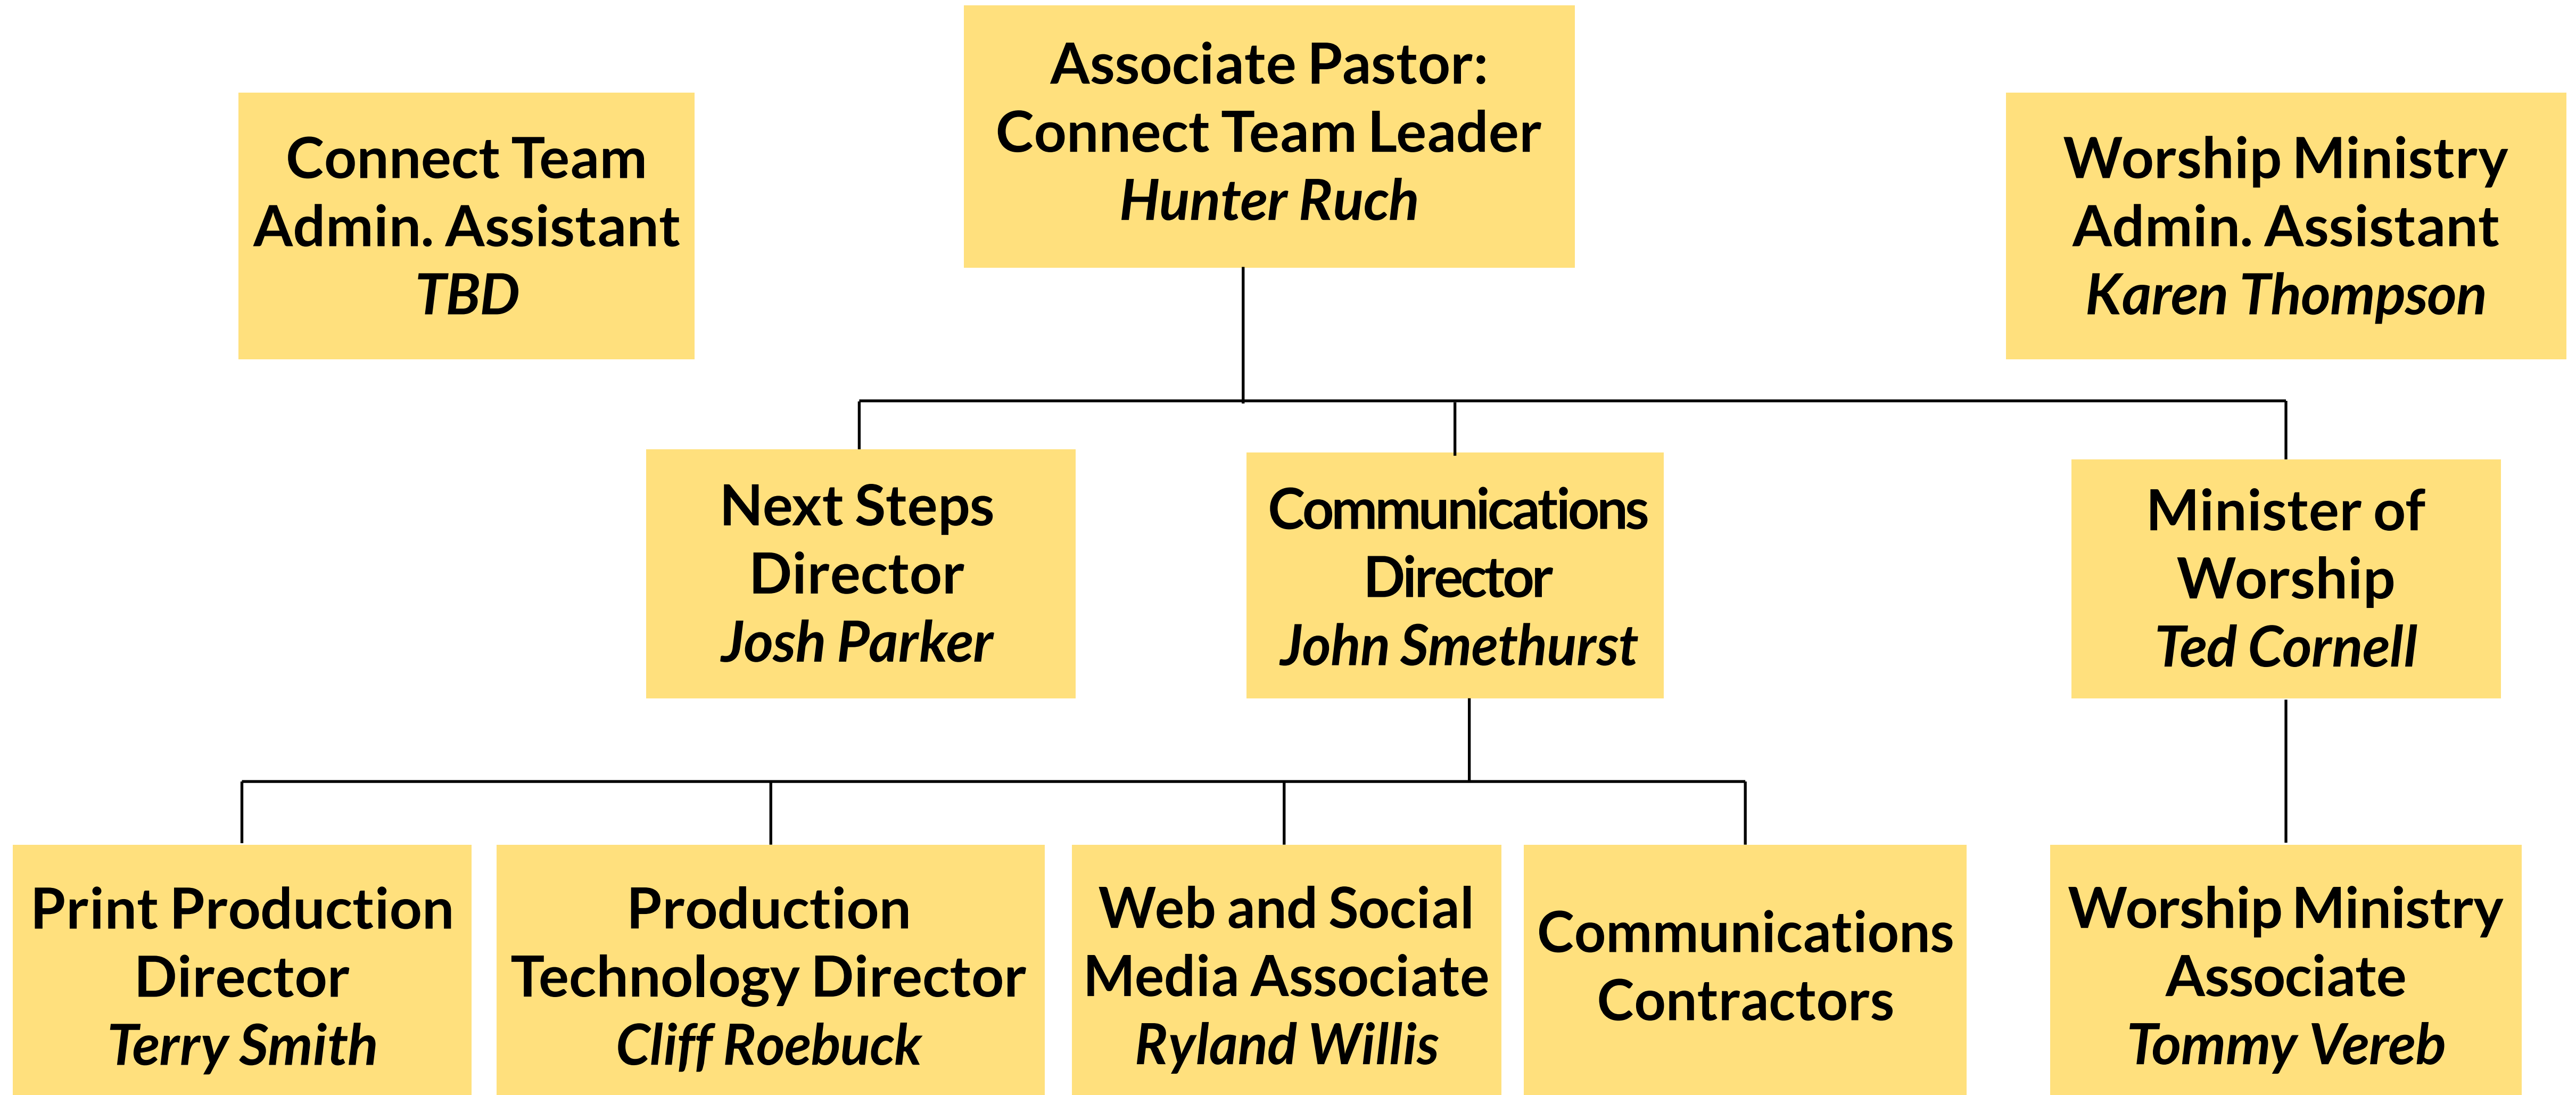 Associate Pastor:
Connect Team Leader
Hunter Ruch
Connect Team
Admin. Assistant
TBD
Worship Ministry
Admin. Assistant
Karen Thompson
Next Steps
Director
Josh Parker
Communications
Director
John Smethurst
Minister of
Worship
Ted Cornell
Print Production
Director
Terry Smith
Production
Technology Director
Cliff Roebuck
Web and Social
Media Associate
Ryland Willis
Communications
Contractors
Worship Ministry
Associate
Tommy Vereb